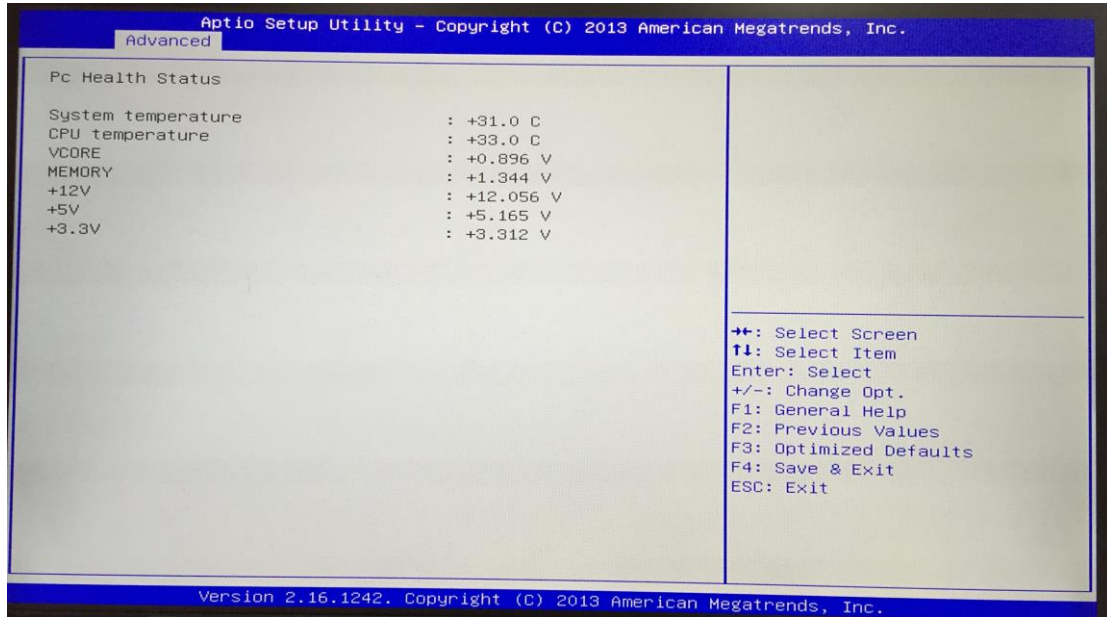 Aptio Setup Utility – Copyright (C) 2013 American Megatrends, Inc.
Advanced
Pc Health Status
System temperature : +31.0 C
CPU temperature : +33.0 C
VCORE : +0.896 V
MEMORY : +1.344 V
+12V : +12.056 V
+5V : +5.165 V
+3.3V : +3.312 V
→←: Select Screen
↑↓: Select Item
Enter: Select
+/-: Change Opt.
F1: General Help
F2: Previous Values
F3: Optimized Defaults
F4: Save & Exit
ESC: Exit
Version 2.16.1242. Copyright (C) 2013 American Megatrends, Inc.